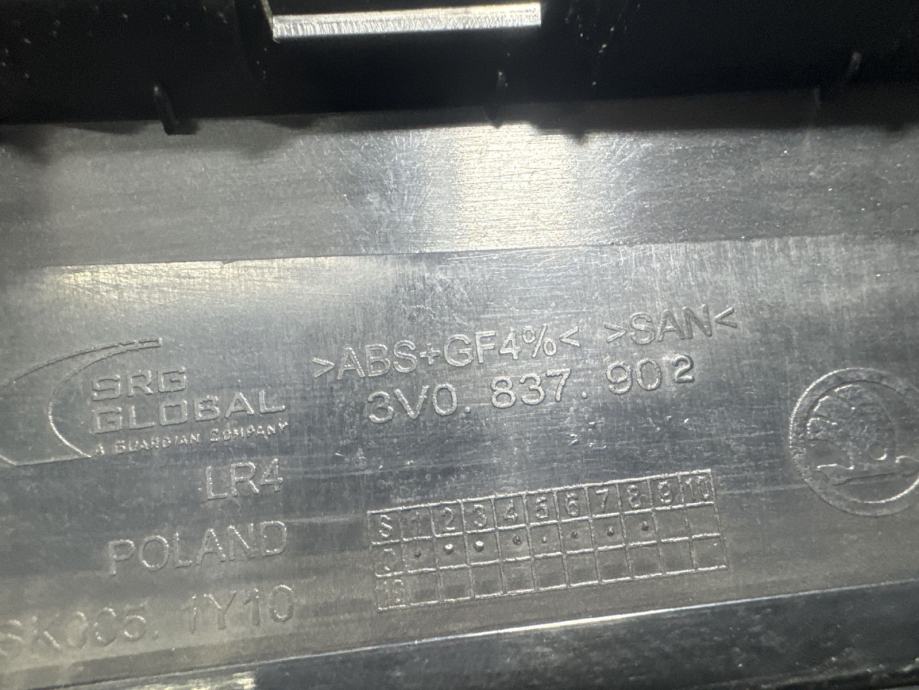 >ABS+GF4%< >SAN<
3V0. 837. 902
SRG
GLOBAL
A GUARDIAN COMPANY
LR4
POLAND
SK005. 1Y10
S 1 2 3 4 5 6 7 8 9 10